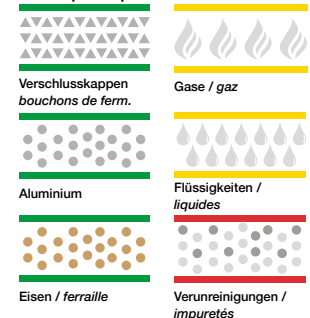 Verschlusskappen
bouchons de ferm.
Aluminium
Eisen / ferraille
Gase / gaz
Flüssigkeiten /
liquides
Verunreinigungen /
impuretés